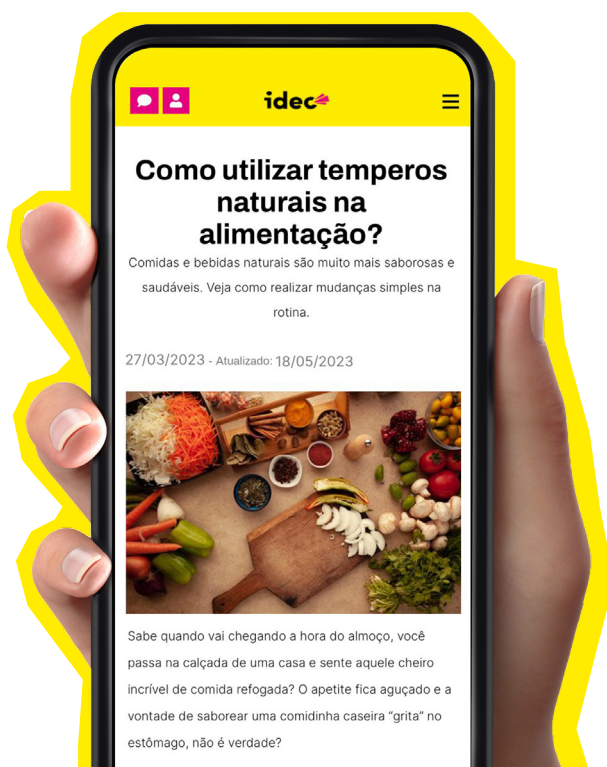 idec
Como utilizar temperos
naturais na
alimentação?
Comidas e bebidas naturais são muito mais saborosas e
saudáveis. Veja como realizar mudanças simples na
rotina.
27/03/2023 - Atualizado: 18/05/2023
Sabe quando vai chegando a hora do almoço, você
passa na calçada de uma casa e sente aquele cheiro
incrível de comida refogada? O apetite fica aguçado e a
vontade de saborear uma comidinha caseira “grita” no
estômago, não é verdade?